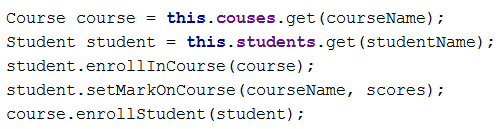 Course course = this.couses.get(courseName);
Student student = this.students.get(studentName);
student.enrollInCourse(course);
student.setMarkOnCourse(courseName, scores);
course.enrollStudent(student);